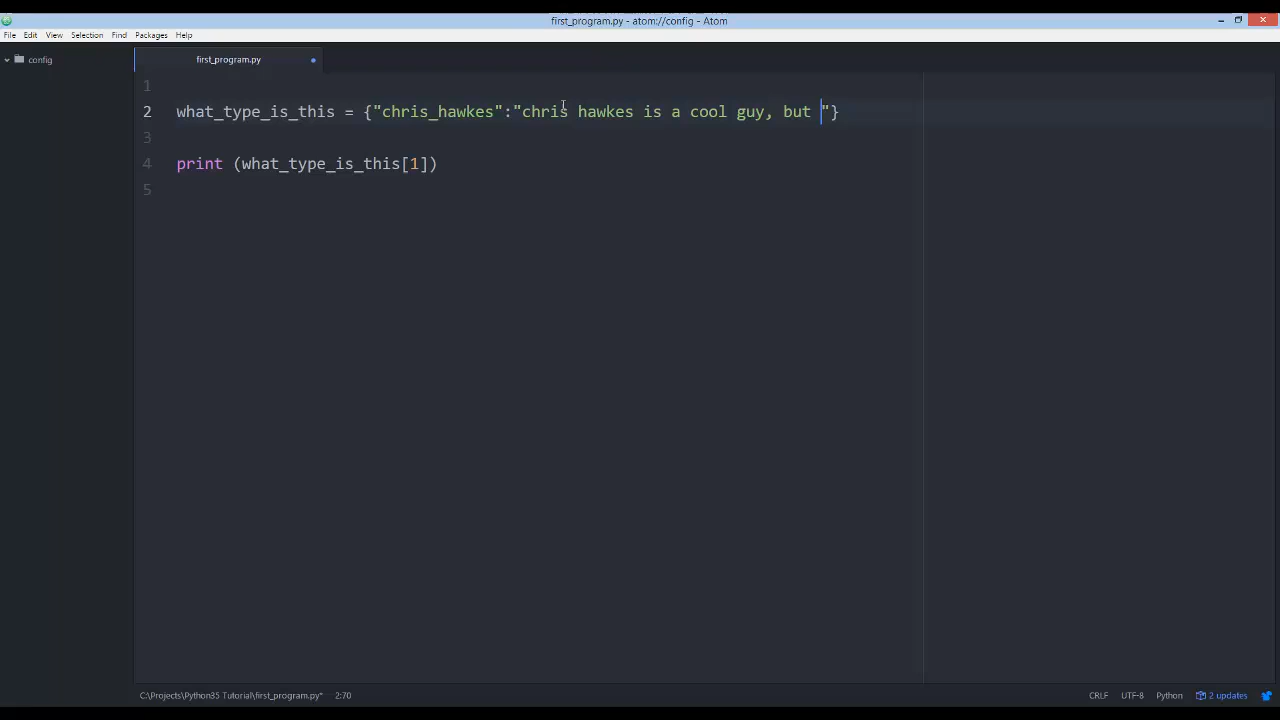 first_program.py - atom://config - Atom
File Edit View Selection Find Packages Help
config
first_program.py
1
2 what_type_is_this = {"chris_hawkes":"chris hawkes is a cool guy, but "}
3
4 print (what_type_is_this[1])
5
C:\Projects\Python35 Tutorial\first_program.py* 2:70 CRLF UTF-8 Python 2 updates